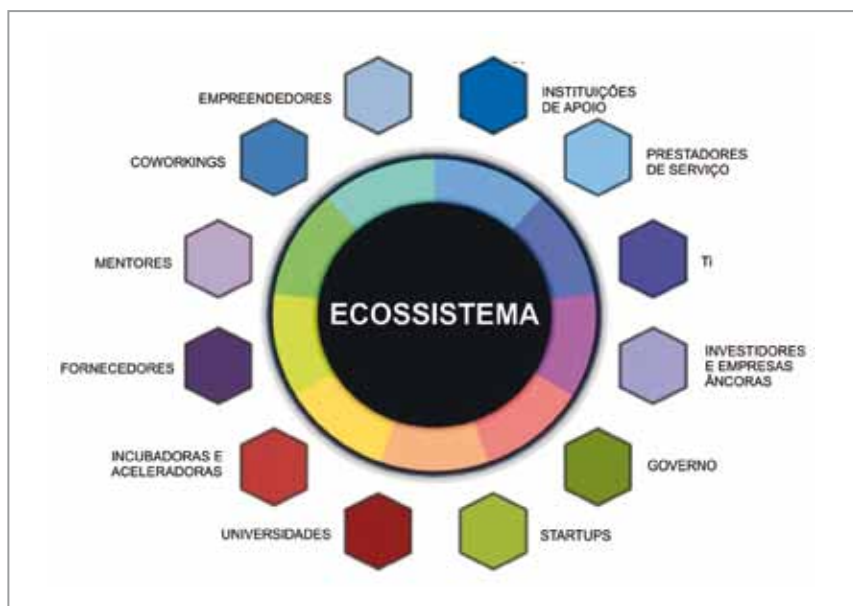 EMPREENDEDORES
INSTITUIÇÕES
DE APOIO
COWORKINGS
PRESTADORES
DE SERVIÇO
MENTORES
TI
ECOSSISTEMA
FORNECEDORES
INVESTIDORES
E EMPRESAS
ÂNCORAS
INCUBADORAS E
ACELERADORAS
GOVERNO
UNIVERSIDADES
STARTUPS